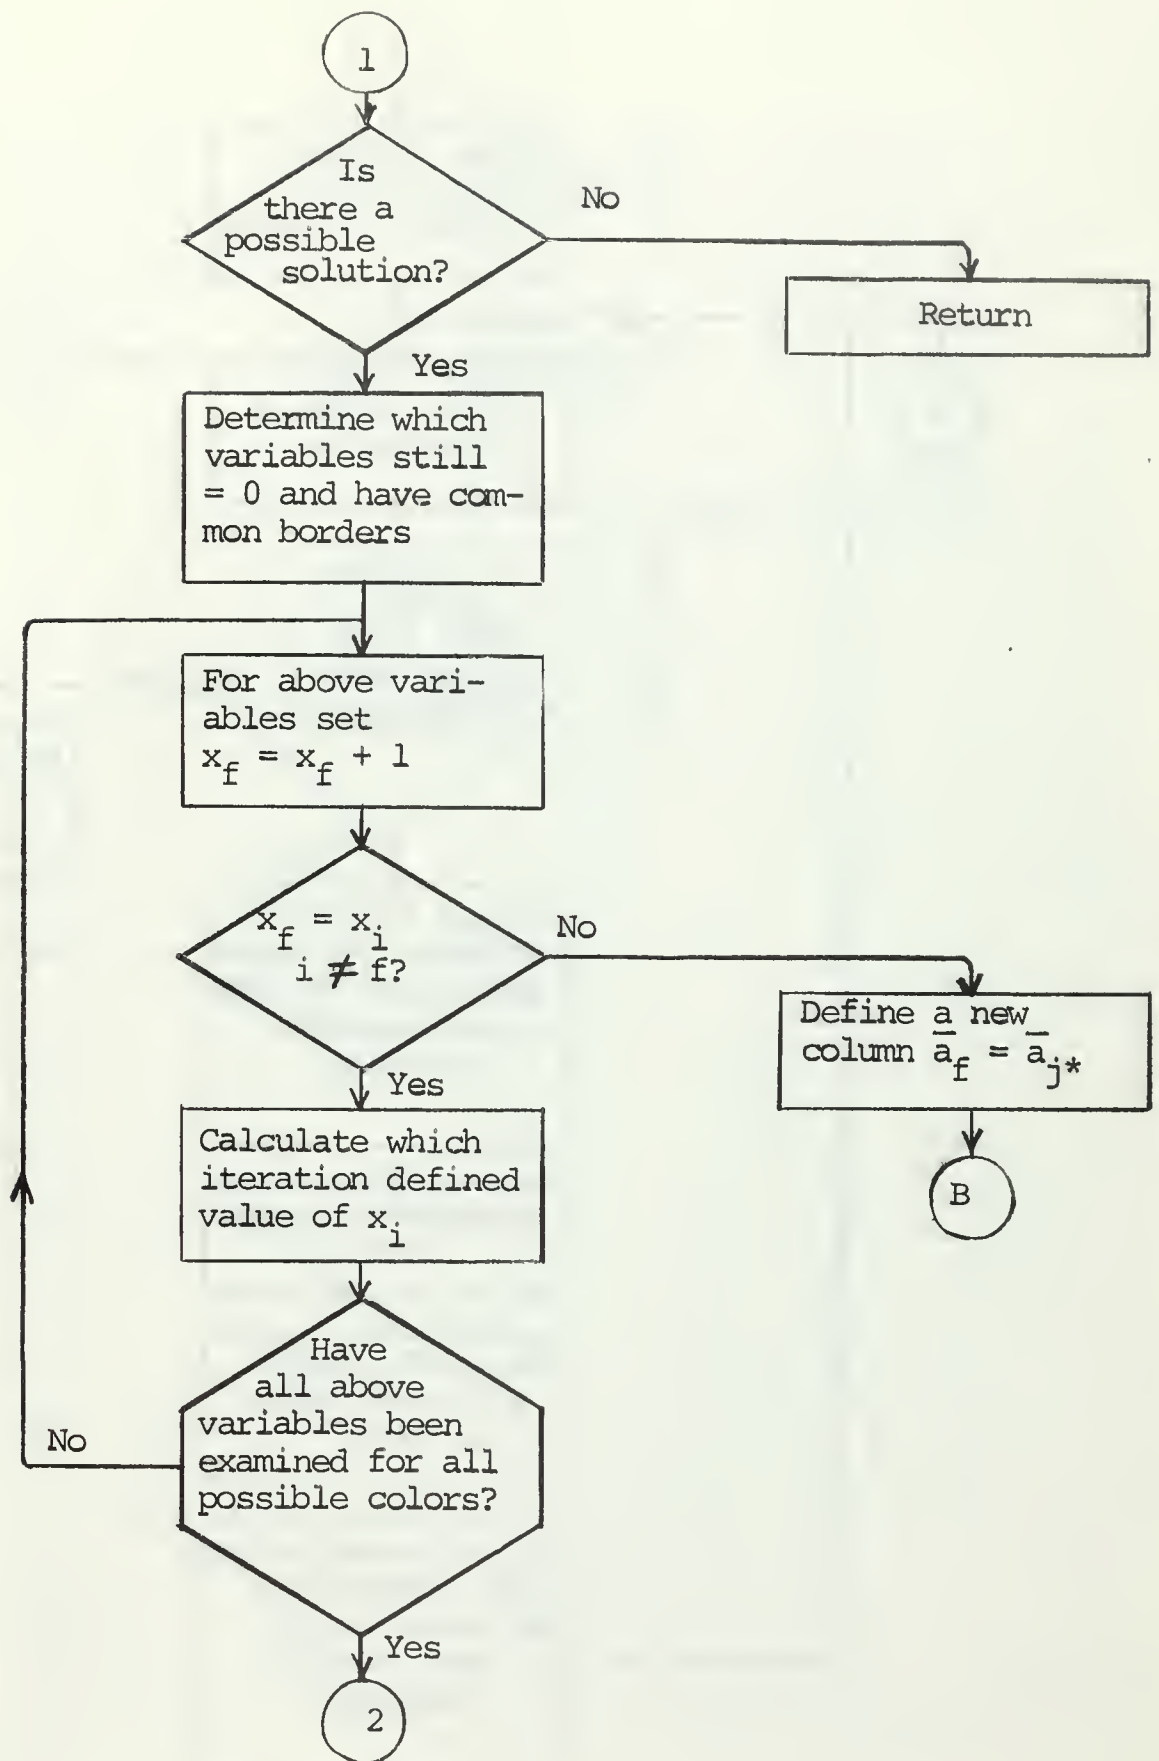 1
Is
there a
possible
solution?
No
Return
Yes
Determine which
variables still
= 0 and have com-
mon borders
For above vari-
ables set
x_f = x_f + 1
x_f = x_i
i ≠ f?
No
Define a new
column a̅_f = a̅_j*
B
Yes
Calculate which
iteration defined
value of x_i
Have
all above
variables been
examined for all
possible colors?
No
Yes
2